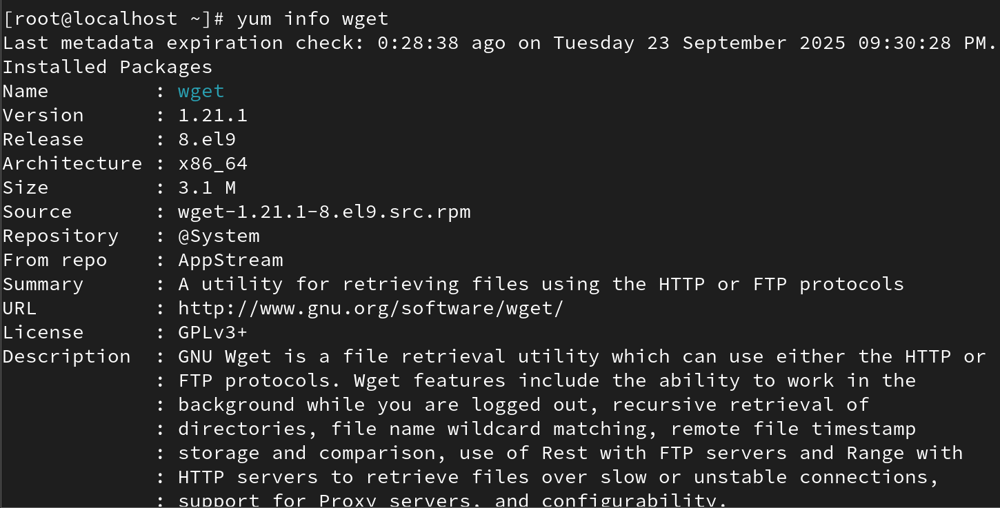 [root@localhost ~]# yum info wget
Last metadata expiration check: 0:28:38 ago on Tuesday 23 September 2025 09:30:28 PM.
Installed Packages
Name         : wget
Version      : 1.21.1
Release      : 8.el9
Architecture : x86_64
Size         : 3.1 M
Source       : wget-1.21.1-8.el9.src.rpm
Repository   : @System
From repo    : AppStream
Summary      : A utility for retrieving files using the HTTP or FTP protocols
URL          : http://www.gnu.org/software/wget/
License      : GPLv3+
Description  : GNU Wget is a file retrieval utility which can use either the HTTP or
             : FTP protocols. Wget features include the ability to work in the
             : background while you are logged out, recursive retrieval of
             : directories, file name wildcard matching, remote file timestamp
             : storage and comparison, use of Rest with FTP servers and Range with
             : HTTP servers to retrieve files over slow or unstable connections,
             : support for Proxy servers, and configurability.